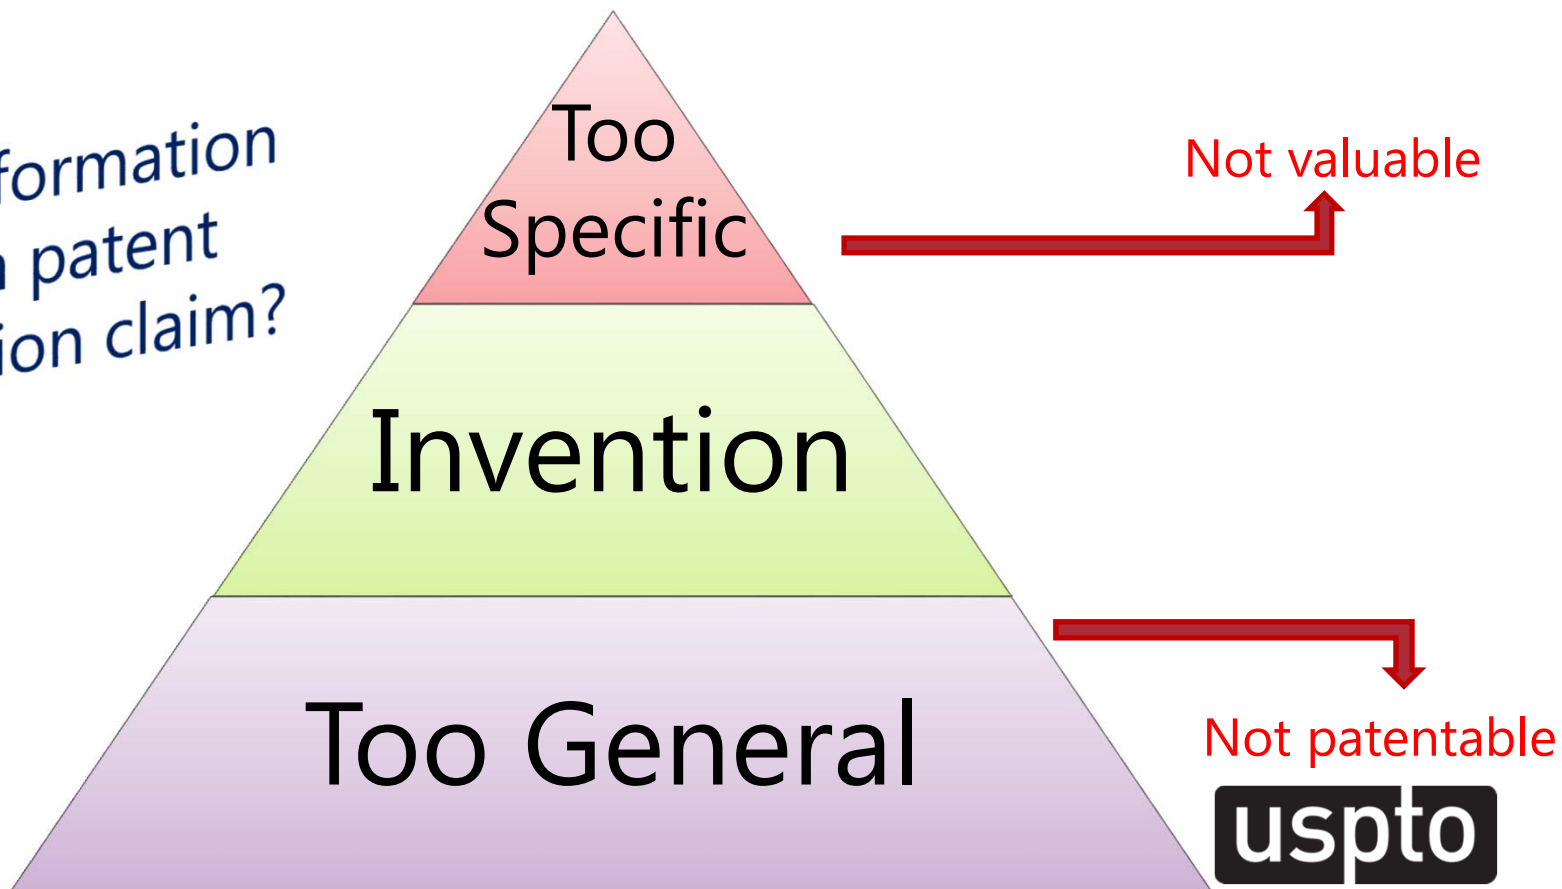 formation
patent
ion claim?
Too
Specific
Not valuable
Invention
Too General
Not patentable
uspto